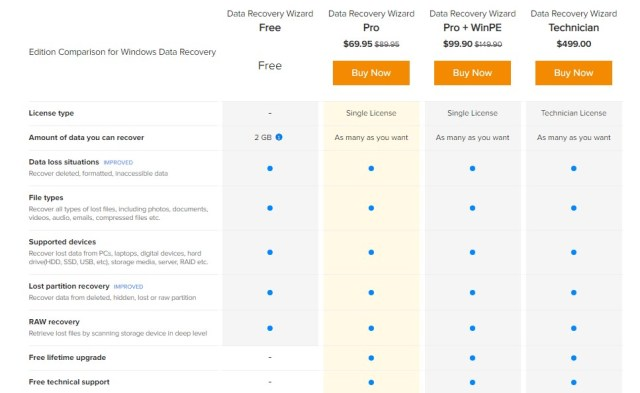 Edition Comparison for Windows Data Recovery
Data Recovery Wizard
Free
Free
Data Recovery Wizard
Pro
$69.95 $89.95
Buy Now
Data Recovery Wizard
Pro + WinPE
$99.90 $149.90
Buy Now
Data Recovery Wizard
Technician
$499.00
Buy Now
License type - Single License Single License Technician License
Amount of data you can recover 2 GB i As many as you want As many as you want As many as you want
Data loss situations IMPROVED
Recover deleted, formatted, inaccessible data
File types
Recover all types of lost files, including photos, documents,
videos, audio, emails, compressed files etc.
Supported devices
Recover lost data from PCs, laptops, digital devices, hard
drive(HDD, SSD, USB, etc), storage media, server, RAID etc.
Lost partition recovery IMPROVED
Recover data from deleted, hidden, lost or raw partition
RAW recovery
Retrieve lost files by scanning storage device in deep level
Free lifetime upgrade -
Free technical support -